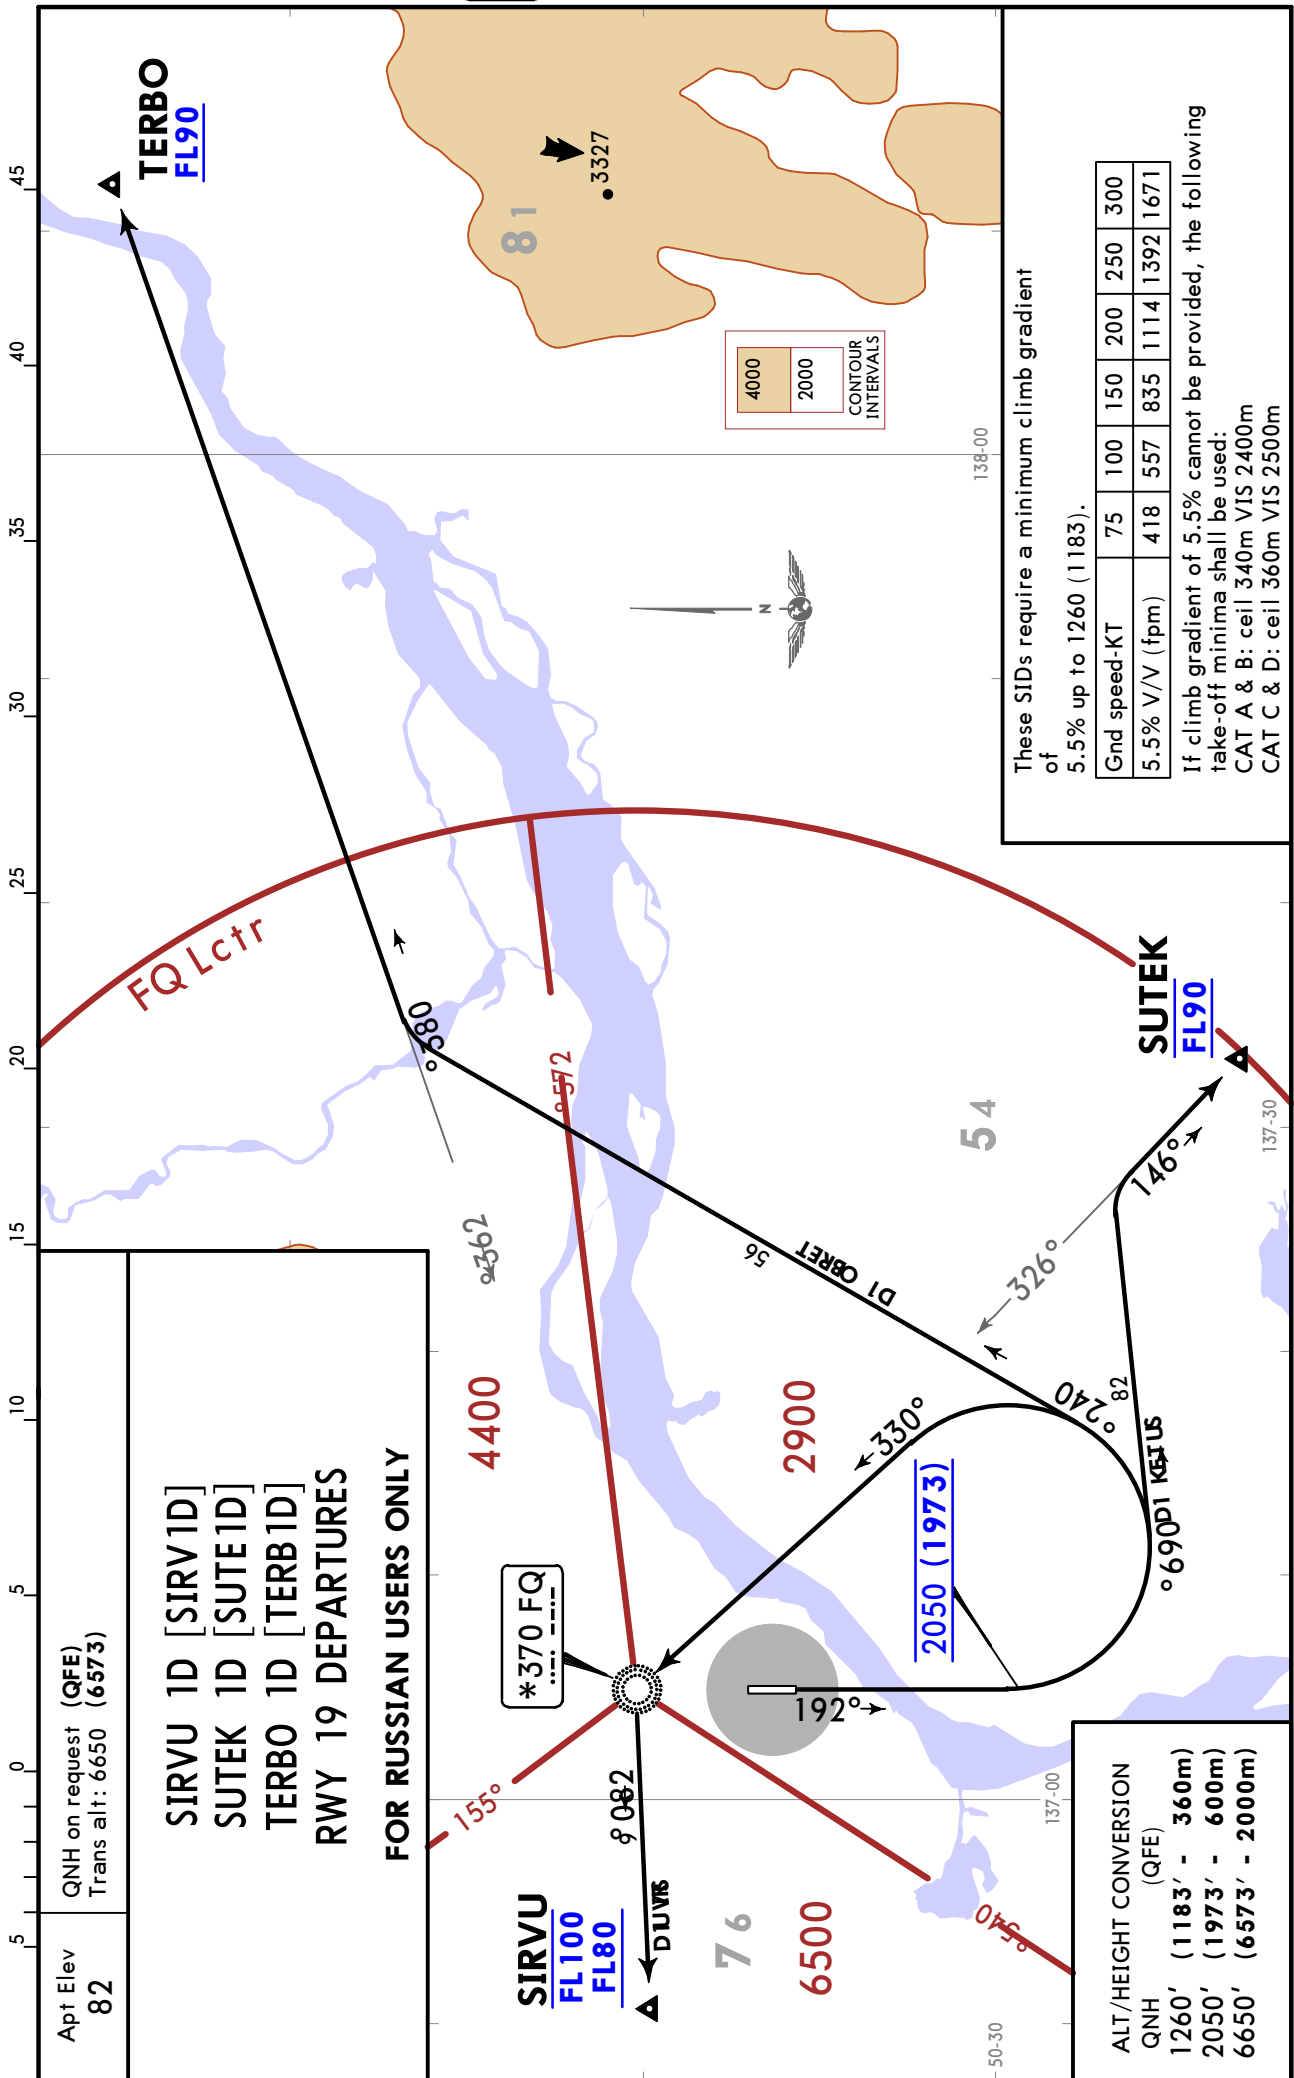 Apt Elev
82
QNH on request (QFE)
Trans alt: 6650 (6573)
SIRVU 1D [SIRV1D]
SUTEK 1D [SUTE1D]
TERBO 1D [TERB1D]
RWY 19 DEPARTURES
FOR RUSSIAN USERS ONLY
5
0
5
10
15
20
25
30
35
40
45
TERBO
FL90
FQ Lctr
*370 FQ
155°
4400
2900
6500
SIRVU
FL100
FL80
76
81
54
3327
4000
2000
CONTOUR
INTERVALS
N
56
330°
192°
2050 (1973)
240°
069°
82
326°
146°
SUTEK
FL90
138-00
137-30
137-00
50-30
ALT/HEIGHT CONVERSION
QNH (QFE)
1260' (1183' - 360m)
2050' (1973' - 600m)
6650' (6573' - 2000m)
These SIDs require a minimum climb gradient
of
5.5% up to 1260 (1183).
Gnd speed-KT 75 100 150 200 250 300
5.5% V/V (fpm) 418 557 835 1114 1392 1671
If climb gradient of 5.5% cannot be provided, the following
take-off minima shall be used:
CAT A & B: ceil 340m VIS 2400m
CAT C & D: ceil 360m VIS 2500m